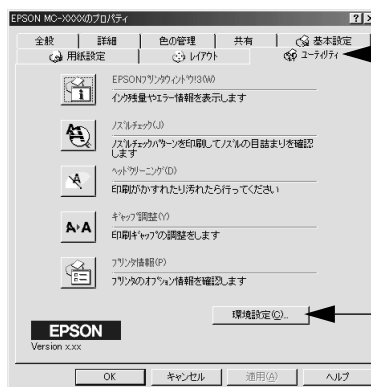 EPSON MC-XXXXのプロパティ
全般 詳細 色の管理 共有 基本設定
用紙設定 レイアウト ユーティリティ
EPSONプリンタウィンドウ!3(W)
インク残量やエラー情報を表示します
ノズルチェック(J)
ノズルチェックパターンを印刷してノズルの目詰まりを確認
します
ヘッドクリーニング(D)
印刷がかすれたり汚れたら行ってください
ギャップ調整(Y)
印刷ギャップの調整をします
プリンタ情報(P)
プリンタのオプション情報を確認します
環境設定(C)...
EPSON
Version x.xx
OK キャンセル 適用(A) ヘルプ